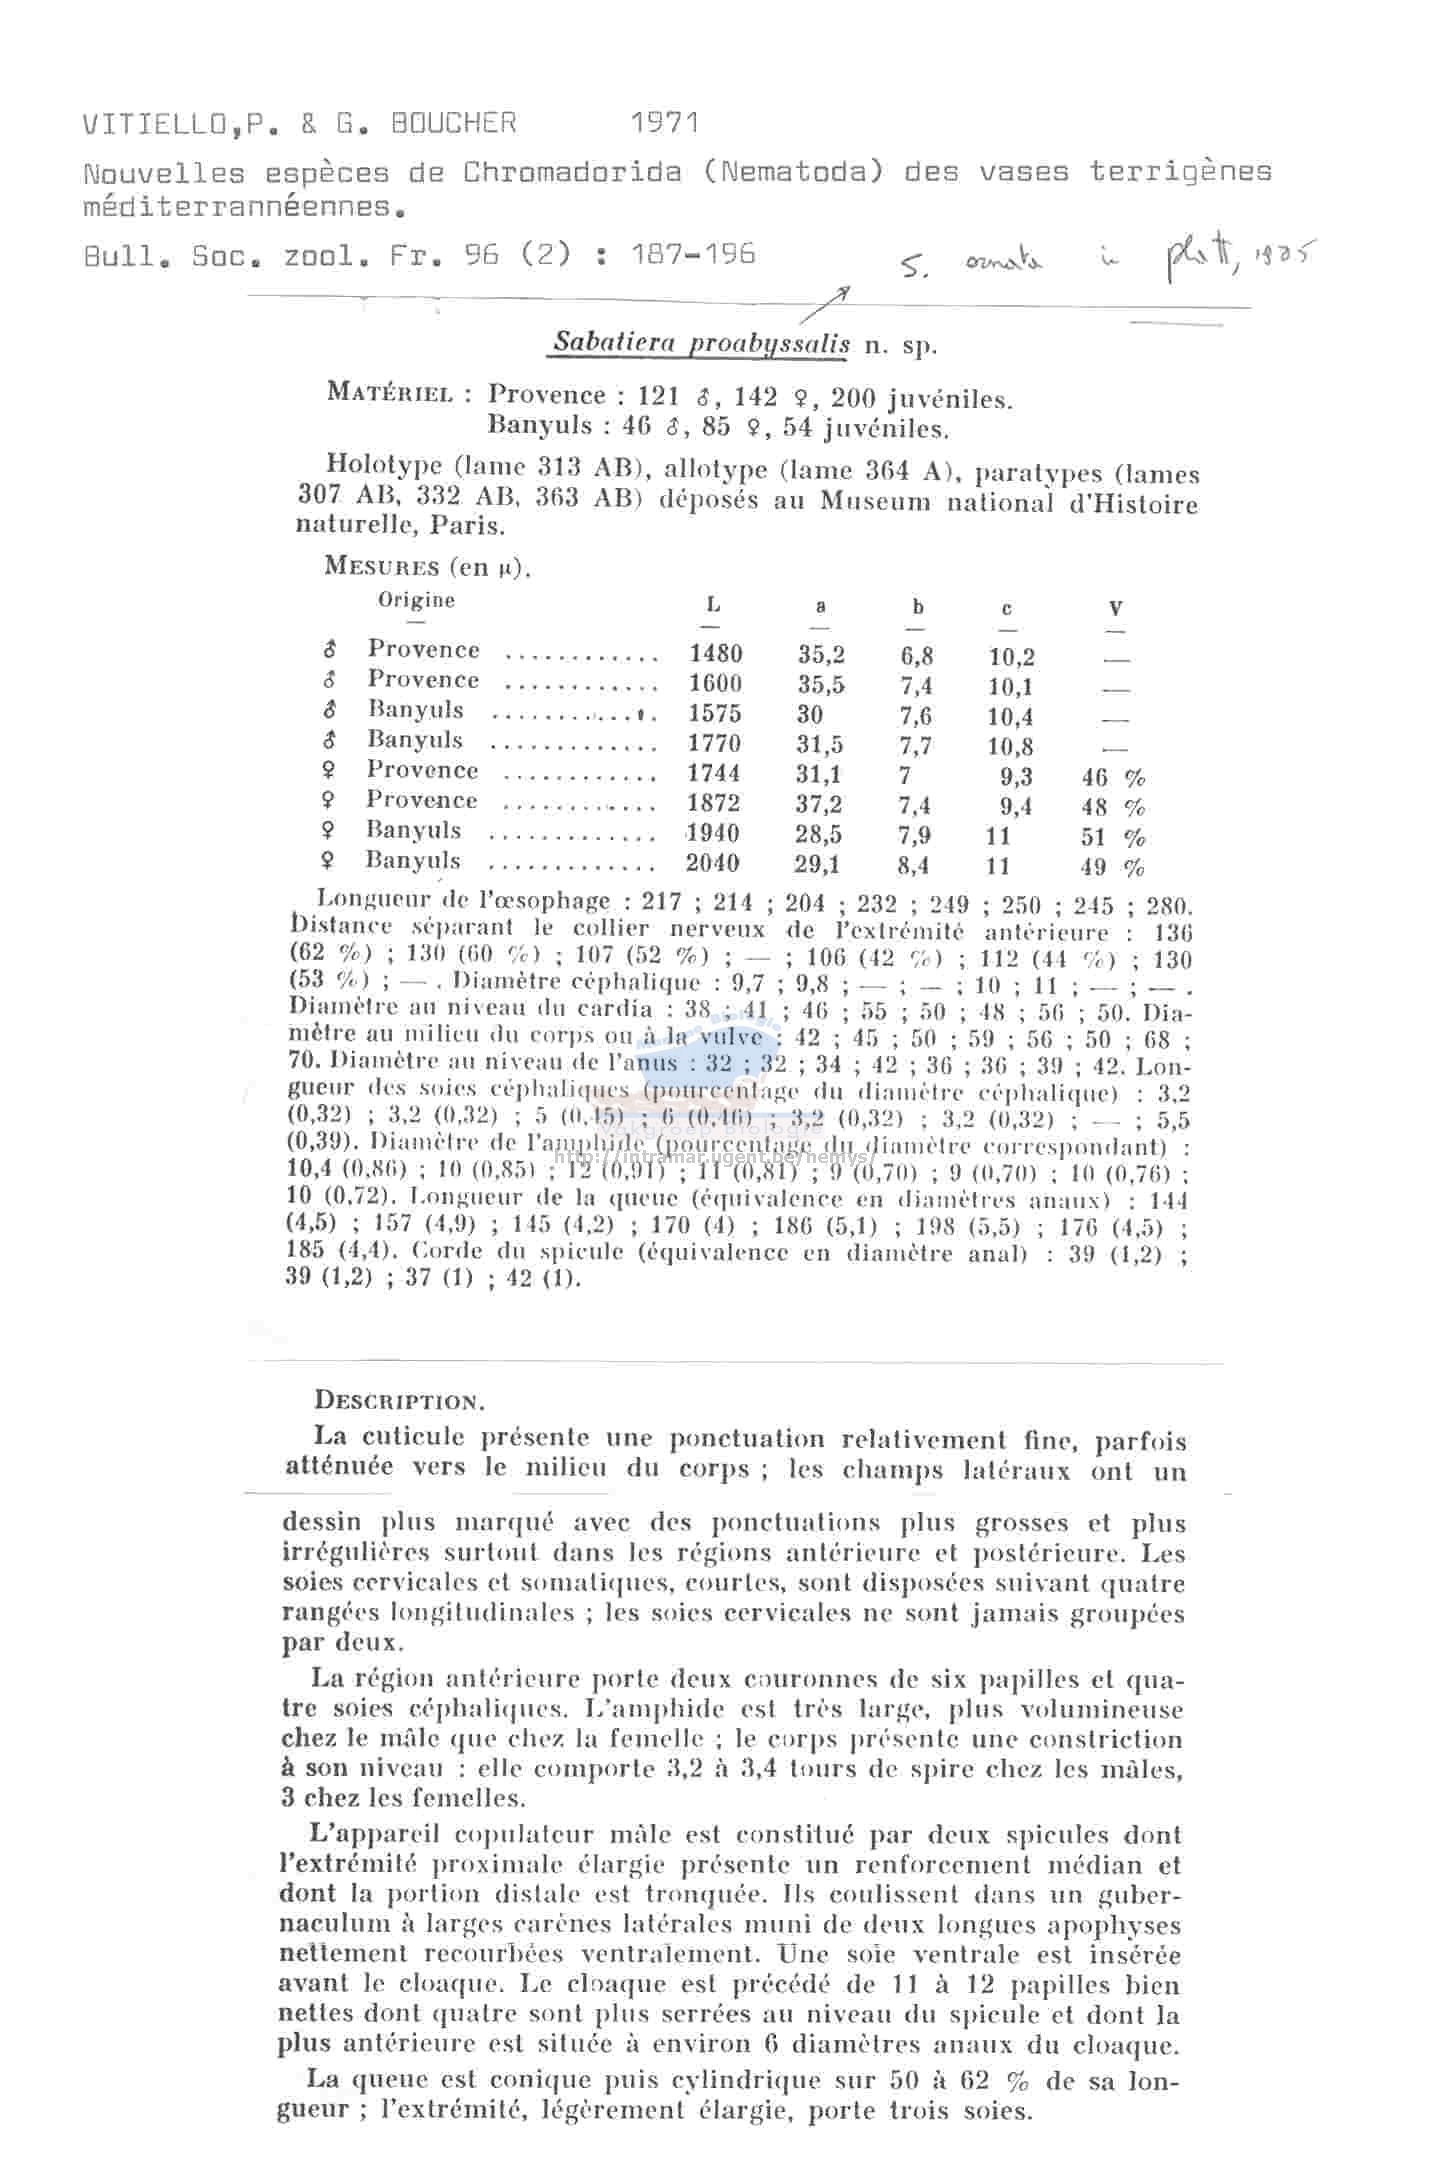 VITIELLO,P. & G. BOUCHER 1971
Nouvelles espèces de Chromadorida (Nematoda) des vases terrigènes
méditerrannéennes.
Bull. Soc. zool. Fr. 96 (2) : 187-196
S. ornata in platt, 1985
Sabatiera proabyssalis n. sp.
MATÉRIEL : Provence : 121 ♂, 142 ♀, 200 juvéniles.
Banyuls : 46 ♂, 85 ♀, 54 juvéniles.
Holotype (lame 313 AB), allotype (lame 364 A), paratypes (lames
307 AB, 332 AB, 363 AB) déposés au Museum national d'Histoire
naturelle, Paris.
MESURES (en μ).
Origine L a b c V
♂ Provence ............ 1480 35,2 6,8 10,2 —
♂ Provence ............ 1600 35,5 7,4 10,1 —
♂ Banyuls ............. 1575 30 7,6 10,4 —
♂ Banyuls ............. 1770 31,5 7,7 10,8 —
♀ Provence ............ 1744 31,1 7 9,3 46 %
♀ Provence ............ 1872 37,2 7,4 9,4 48 %
♀ Banyuls ............. 1940 28,5 7,9 11 51 %
♀ Banyuls ............. 2040 29,1 8,4 11 49 %
Longueur de l'œsophage : 217 ; 214 ; 204 ; 232 ; 249 ; 250 ; 245 ; 280.
Distance séparant le collier nerveux de l'extrémité antérieure : 136
(62 %) ; 130 (60 %) ; 107 (52 %) ; — ; 106 (42 %) ; 112 (44 %) ; 130
(53 %) ; — . Diamètre céphalique : 9,7 ; 9,8 ; — ; — ; 10 ; 11 ; — ; — .
Diamètre au niveau du cardia : 38 ; 41 ; 46 ; 55 ; 50 ; 48 ; 56 ; 50. Dia-
mètre au milieu du corps ou à la vulve : 42 ; 45 ; 50 ; 59 ; 56 ; 50 ; 68 ;
70. Diamètre au niveau de l'anus : 32 ; 32 ; 34 ; 42 ; 36 ; 36 ; 39 ; 42. Lon-
gueur des soies céphaliques (pourcentage du diamètre céphalique) : 3,2
(0,32) ; 3,2 (0,32) ; 5 (0,45) ; 6 (0,46) ; 3,2 (0,32) ; 3,2 (0,32) ; — ; 5,5
(0,39). Diamètre de l'amphide (pourcentage du diamètre correspondant) :
10,4 (0,86) ; 10 (0,85) ; 12 (0,91) ; 11 (0,81) ; 9 (0,70) ; 9 (0,70) ; 10 (0,76) ;
10 (0,72). Longueur de la queue (équivalence en diamètres anaux) : 144
(4,5) ; 157 (4,9) ; 145 (4,2) ; 170 (4) ; 186 (5,1) ; 198 (5,5) ; 176 (4,5) ;
185 (4,4). Corde du spicule (équivalence en diamètre anal) : 39 (1,2) ;
39 (1,2) ; 37 (1) ; 42 (1).
Vakgroep Biologie
http://intramar.ugent.be/nemys/
DESCRIPTION.
La cuticule présente une ponctuation relativement fine, parfois
atténuée vers le milieu du corps ; les champs latéraux ont un
dessin plus marqué avec des ponctuations plus grosses et plus
irrégulières surtout dans les régions antérieure et postérieure. Les
soies cervicales et somatiques, courtes, sont disposées suivant quatre
rangées longitudinales ; les soies cervicales ne sont jamais groupées
par deux.
La région antérieure porte deux couronnes de six papilles et qua-
tre soies céphaliques. L'amphide est très large, plus volumineuse
chez le mâle que chez la femelle ; le corps présente une constriction
à son niveau : elle comporte 3,2 à 3,4 tours de spire chez les mâles,
3 chez les femelles.
L'appareil copulateur mâle est constitué par deux spicules dont
l'extrémité proximale élargie présente un renforcement médian et
dont la portion distale est tronquée. Ils coulissent dans un guber-
naculum à larges carènes latérales muni de deux longues apophyses
nettement recourbées ventralement. Une soie ventrale est insérée
avant le cloaque. Le cloaque est précédé de 11 à 12 papilles bien
nettes dont quatre sont plus serrées au niveau du spicule et dont la
plus antérieure est située à environ 6 diamètres anaux du cloaque.
La queue est conique puis cylindrique sur 50 à 62 % de sa lon-
gueur ; l'extrémité, légèrement élargie, porte trois soies.